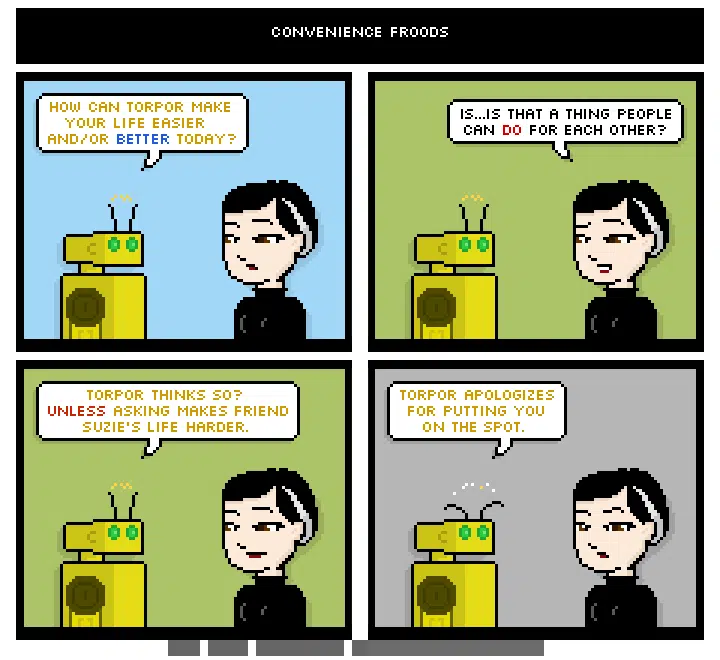 CONVENIENCE FROODS
HOW CAN TORPOR MAKE
YOUR LIFE EASIER
AND/OR BETTER TODAY?
IS...IS THAT A THING PEOPLE
CAN DO FOR EACH OTHER?
TORPOR THINKS SO?
UNLESS ASKING MAKES FRIEND
SUZIE'S LIFE HARDER.
TORPOR APOLOGIZES
FOR PUTTING YOU
ON THE SPOT.